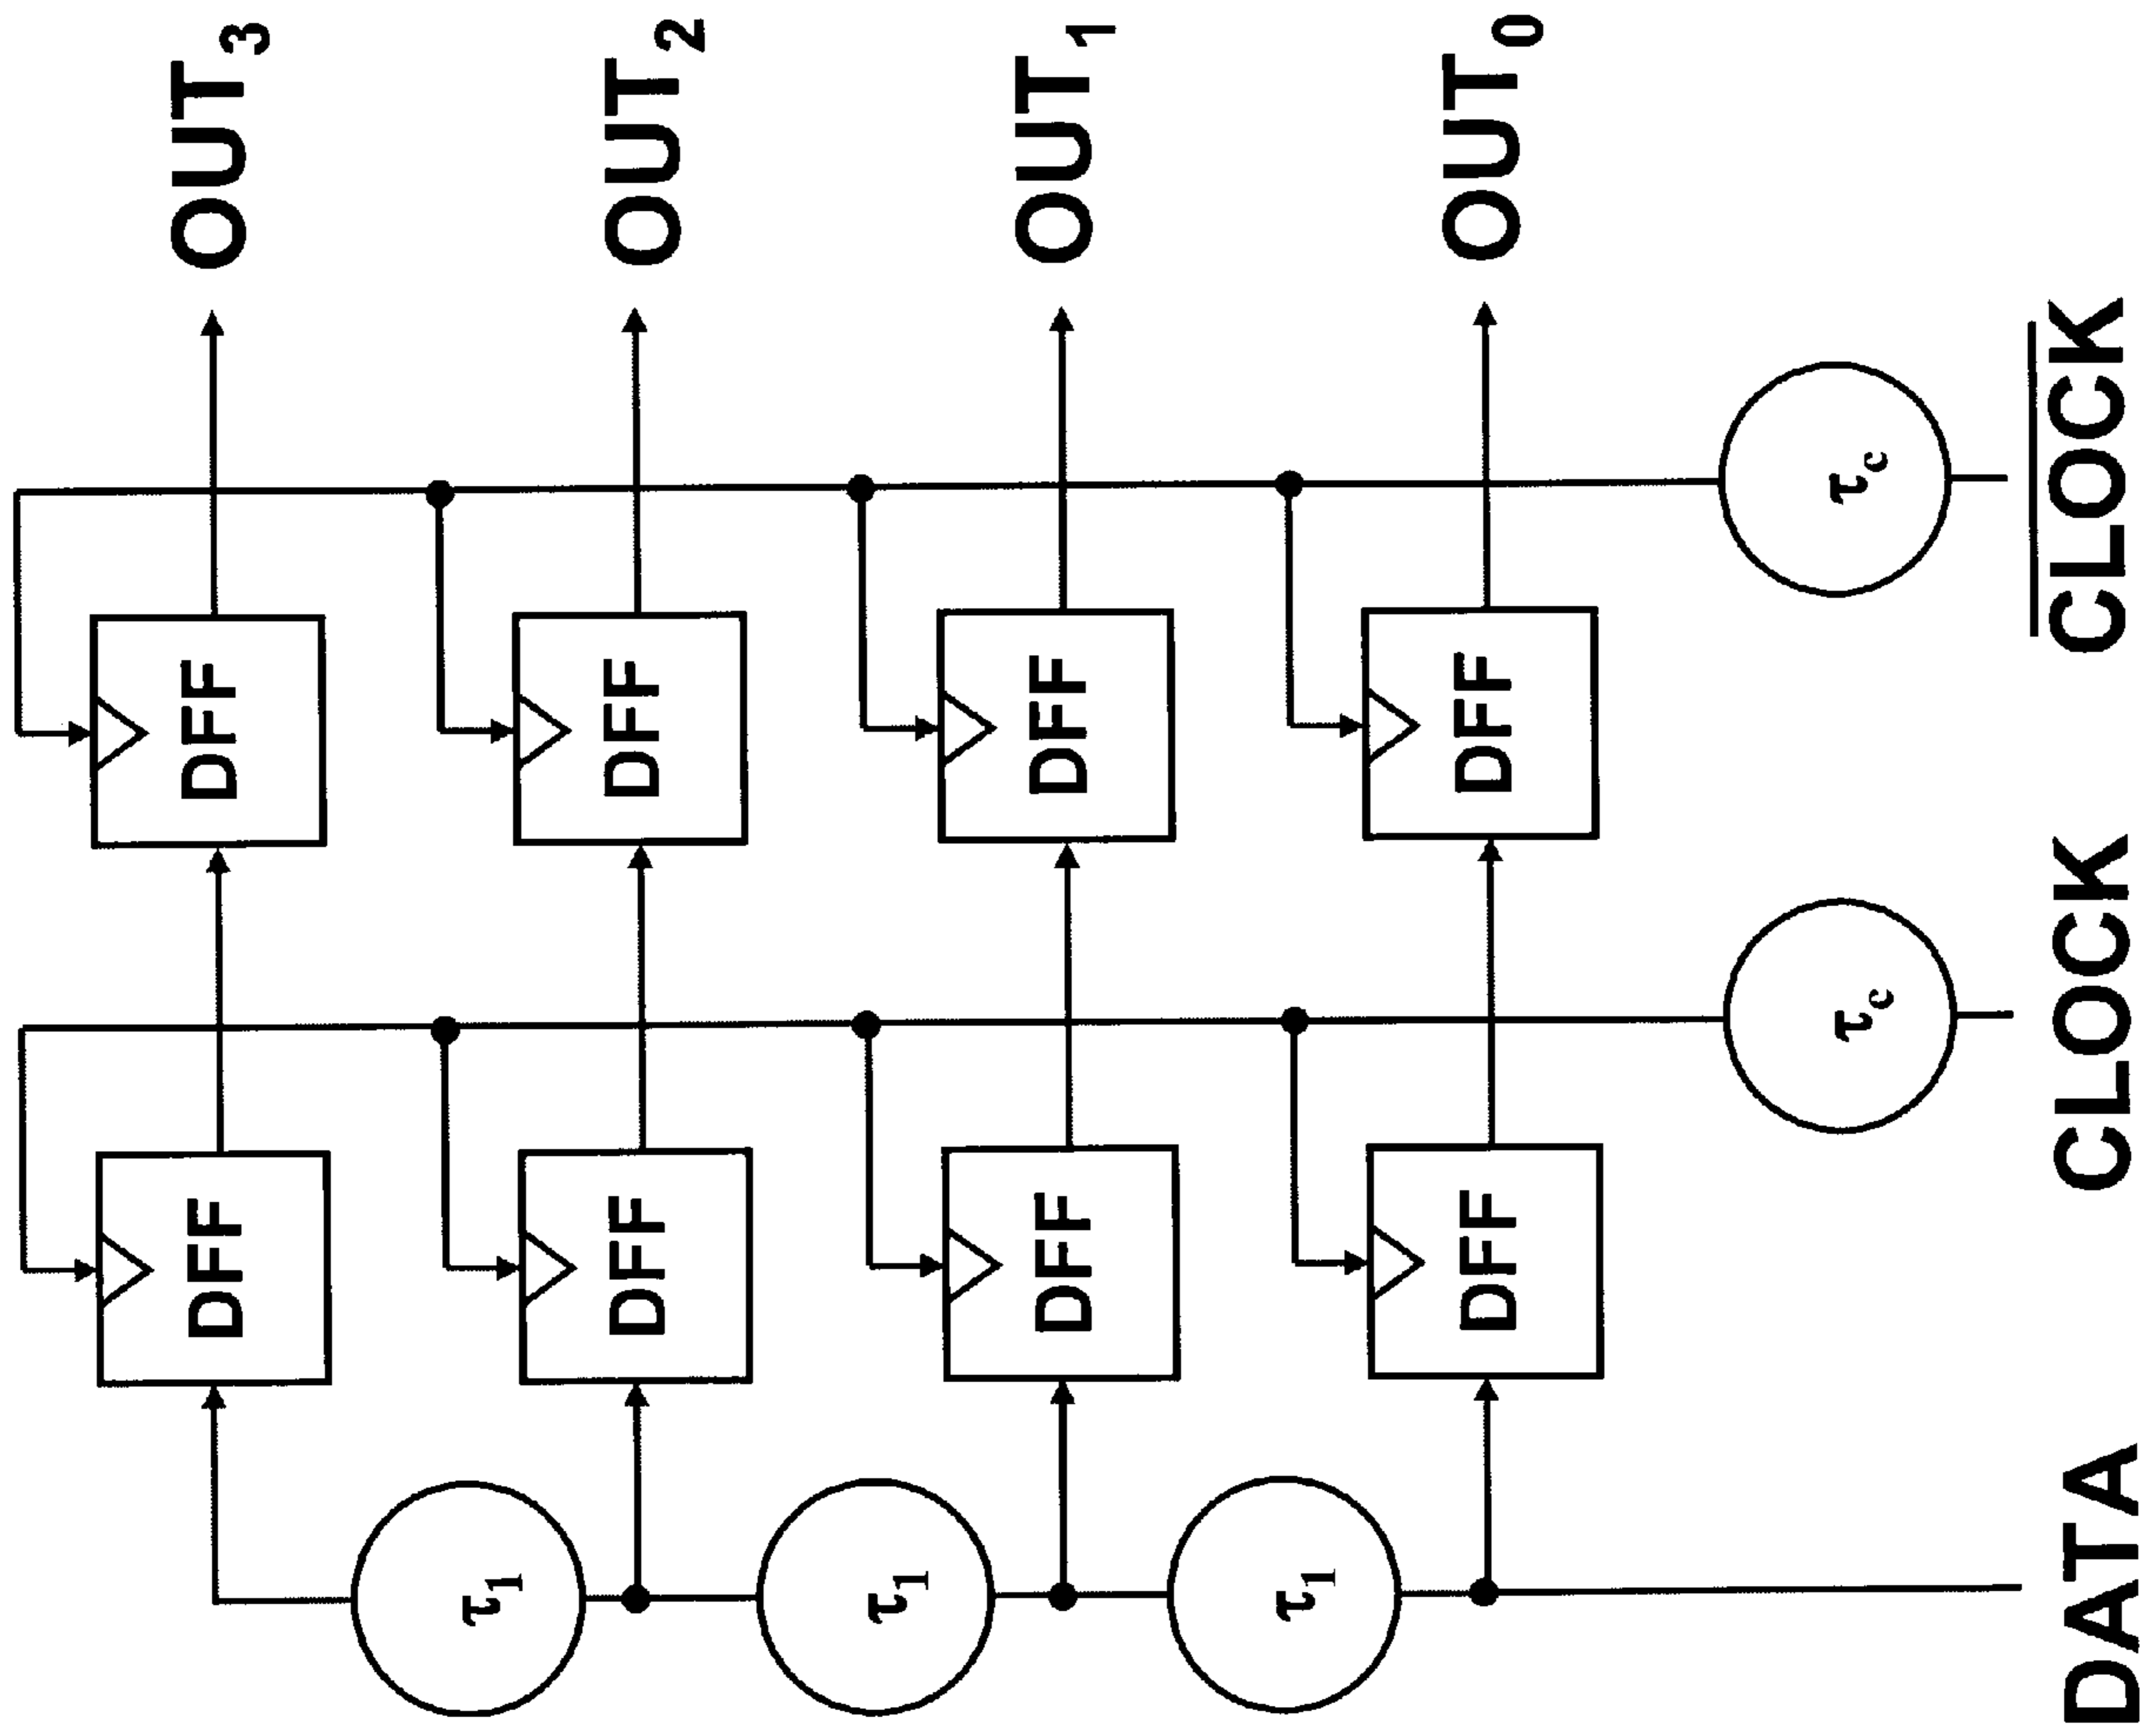 DFF DFF OUT₃
τ₁
DFF DFF OUT₂
τ₁
DFF DFF OUT₁
τ₁
DFF DFF OUT₀
τc τc
DATA CLOCK C̅L̅O̅C̅K̅